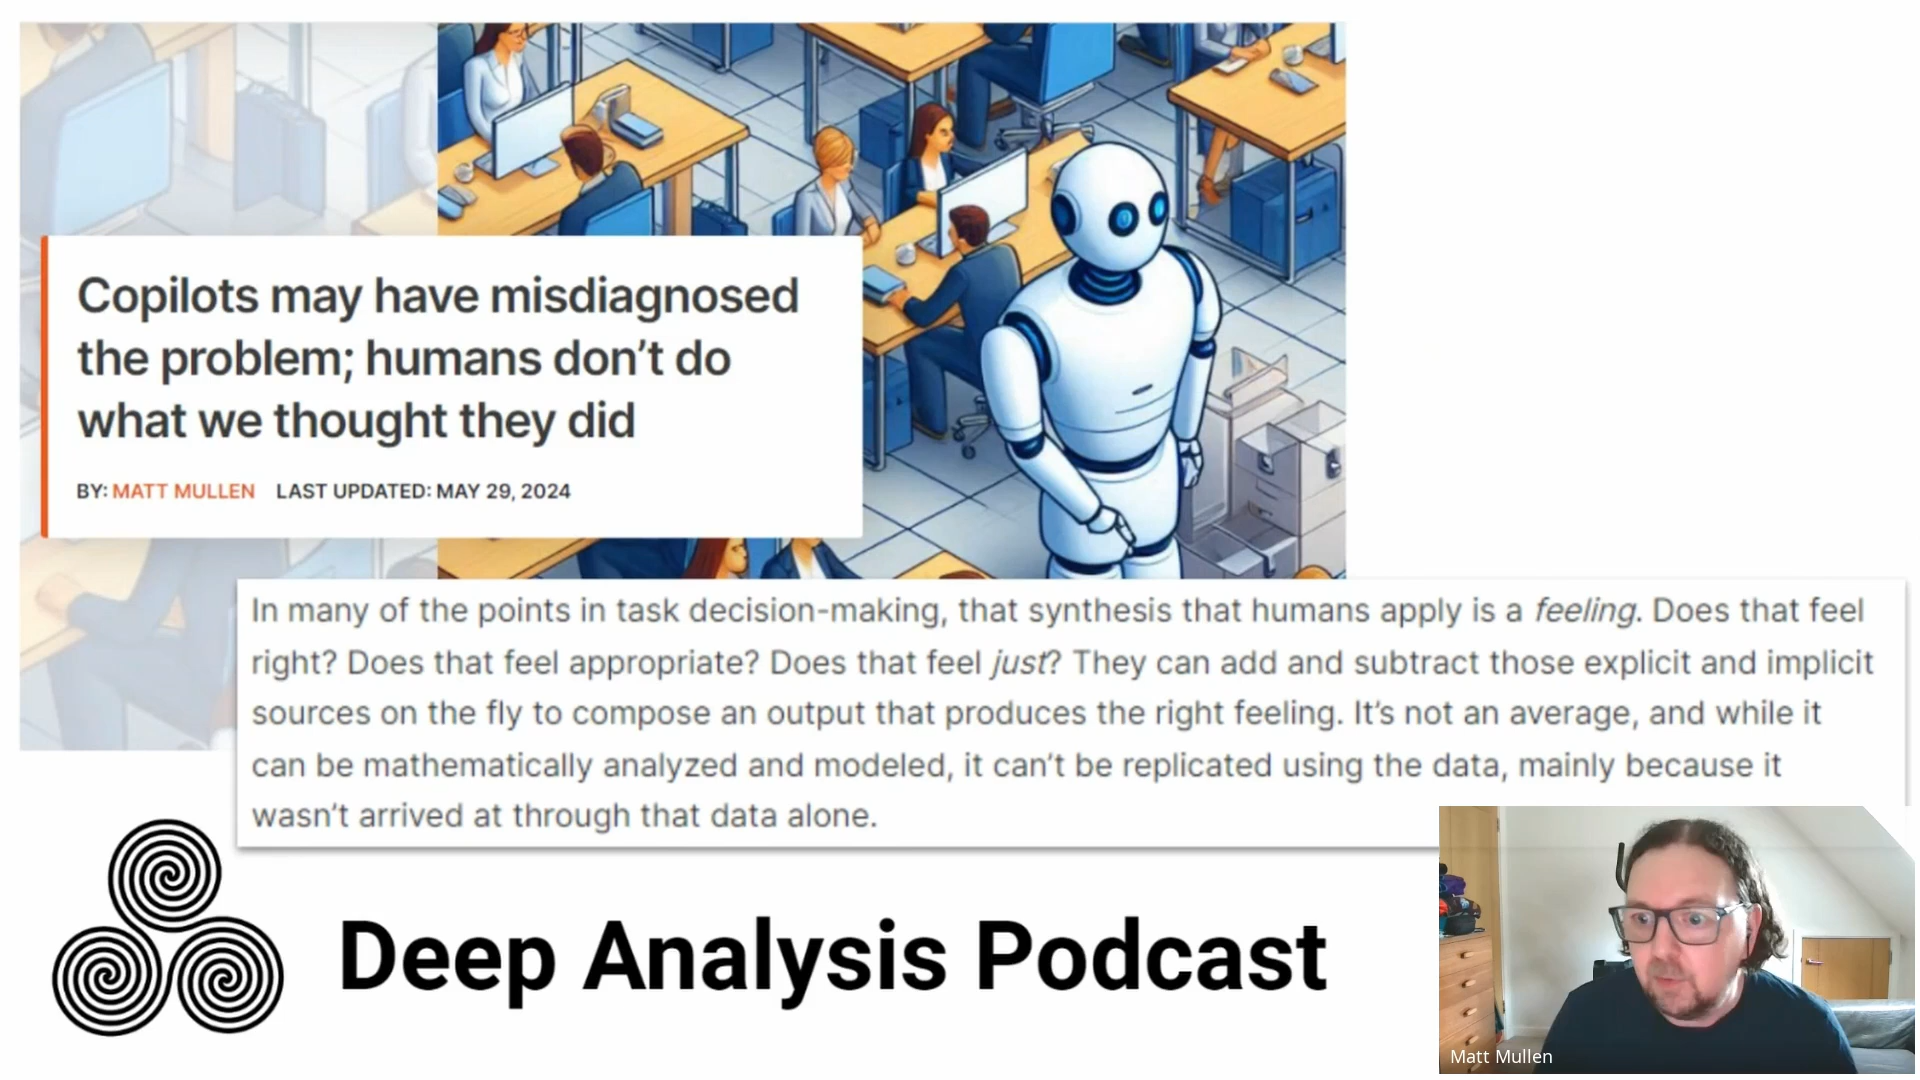 Copilots may have misdiagnosed
the problem; humans don’t do
what we thought they did
BY: MATT MULLEN LAST UPDATED: MAY 29, 2024
In many of the points in task decision-making, that synthesis that humans apply is a feeling. Does that feel
right? Does that feel appropriate? Does that feel just? They can add and subtract those explicit and implicit
sources on the fly to compose an output that produces the right feeling. It’s not an average, and while it
can be mathematically analyzed and modeled, it can’t be replicated using the data, mainly because it
wasn’t arrived at through that data alone.
Deep Analysis Podcast
Matt Mullen